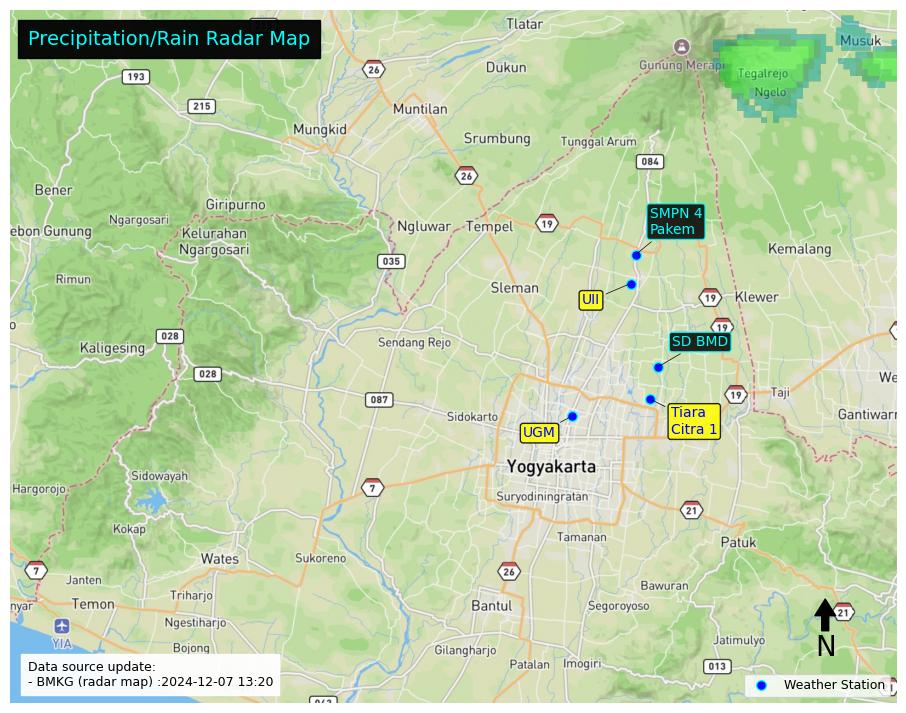 Precipitation/Rain Radar Map
Tlatar
Musuk
Gunung Merapi
26
Dukun
Tegalrejo
193
Ngelo
215
Muntilan
Mungkid
Srumbung
Tunggal Arum
084
26
Bener
Giripurno
Ngargosari
SMPN 4
Pakem
19
Ngluwar
Tempel
ebon Gunung
Kelurahan
Ngargosari
Kemalang
035
Rimun
Sleman
UII
19
Klewer
19
028
SD BMD
Sendang Rejo
Kaligesing
028
We
087
19
Taji
Sidokarto
Tiara
Citra 1
Gantiwarn
UGM
Yogyakarta
Sidowayah
Hargorojo
7
Suryodiningratan
21
Kokap
Tamanan
Patuk
Wates
Sukoreno
7
26
Janten
Bawuran
Triharjo
nyar
Temon
Bantul
Segoroyoso
21
Ngestiharjo
YIA
Jatimulyo
N
Bojong
Gilangharjo
Data source update:
- BMKG (radar map) :2024-12-07 13:20
Patalan
Imogiri
013
Weather Station